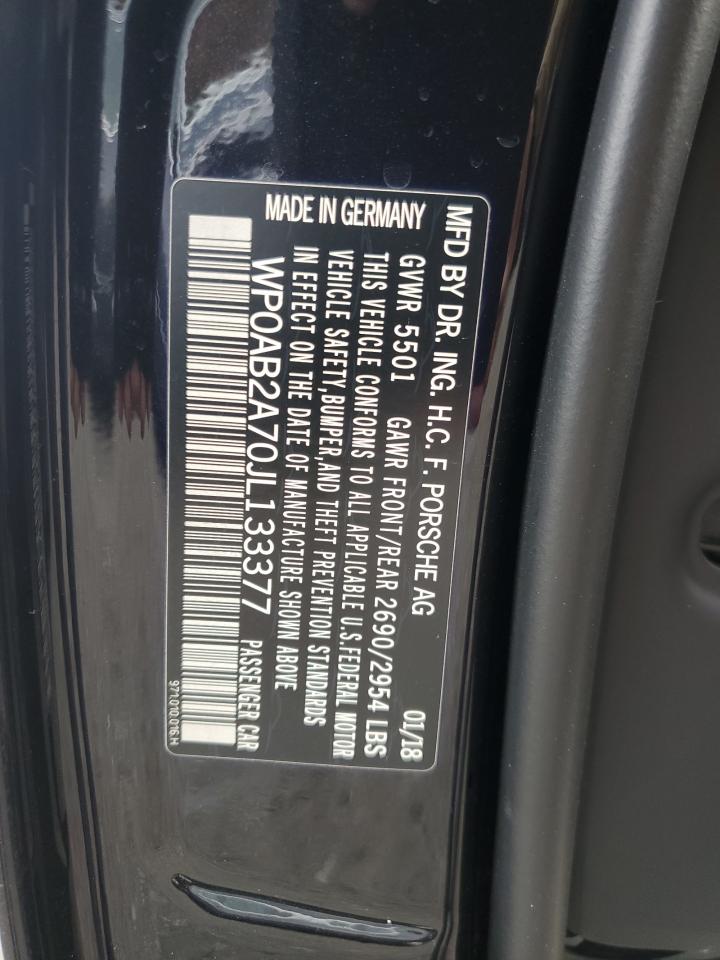 MFD BY DR. ING. H.C. F. PORSCHE AG 01/18
GVWR 5501 GAWR FRONT/REAR 2690/2954 LBS
THIS VEHICLE CONFORMS TO ALL APPLICABLE U.S.FEDERAL MOTOR
VEHICLE SAFETY,BUMPER,AND THEFT PREVENTION STANDARDS
IN EFFECT ON THE DATE OF MANUFACTURE SHOWN ABOVE
MADE IN GERMANY
WP0AB2A70JL133377 PASSENGER CAR
971.010.016.H